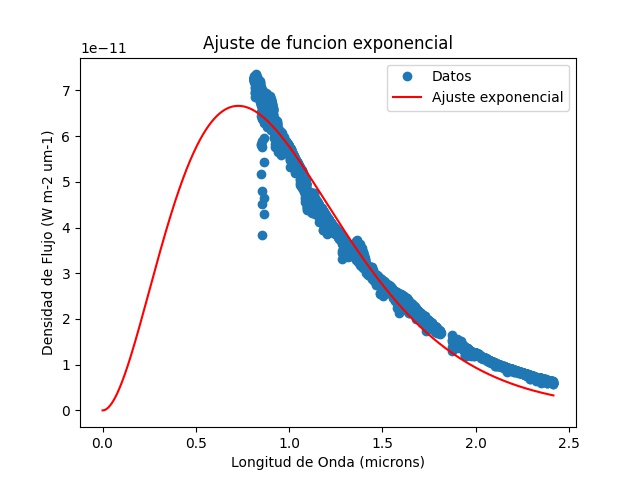 Ajuste de funcion exponencial
1e−11
Datos
Ajuste exponencial
7
6
5
4
3
2
1
0
Densidad de Flujo (W m-2 um-1)
0.0 0.5 1.0 1.5 2.0 2.5
Longitud de Onda (microns)